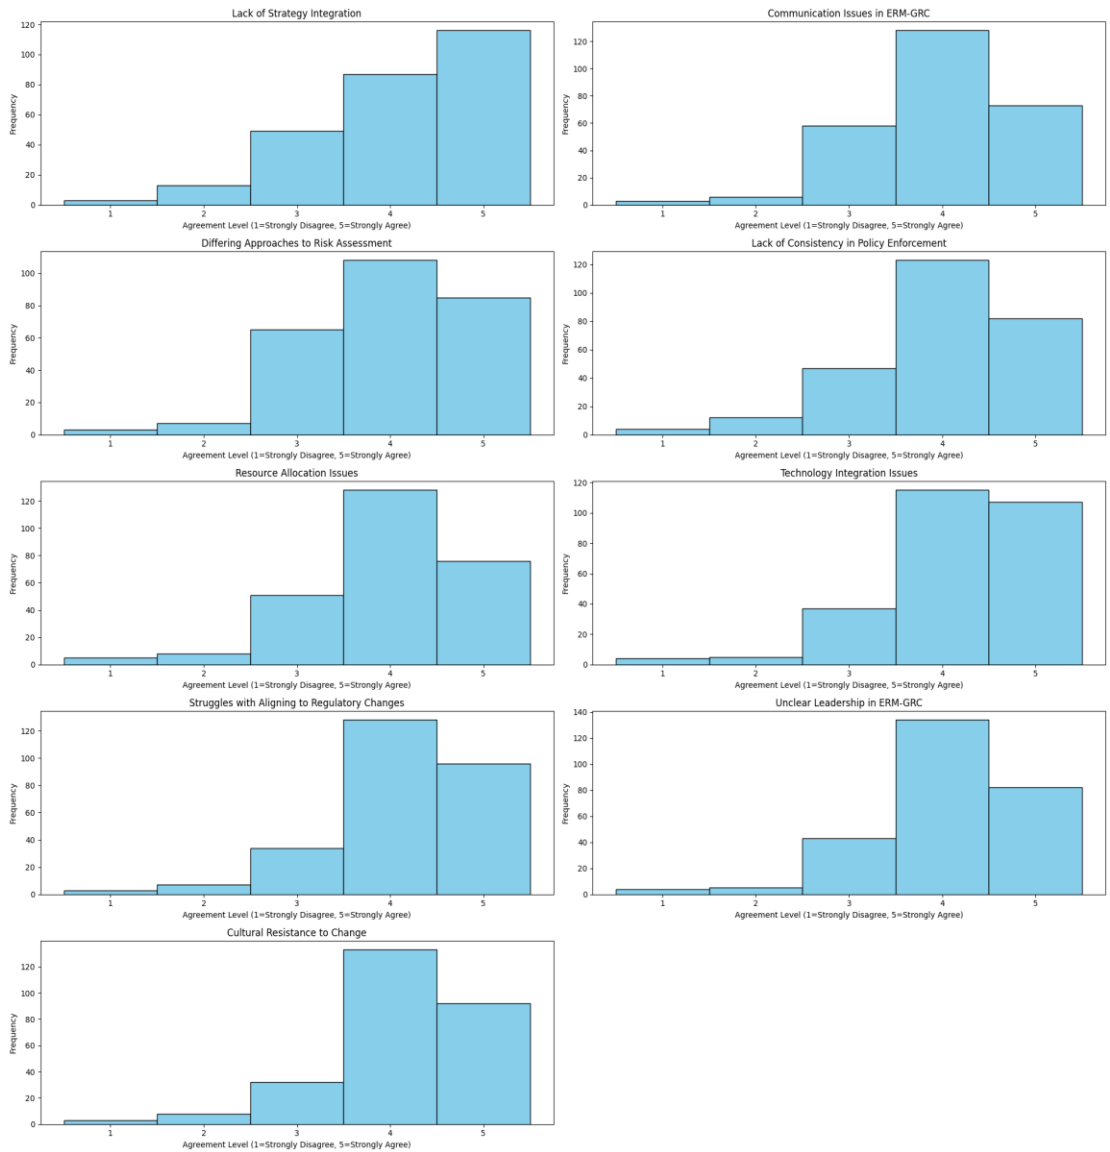 Lack of Strategy Integration
120
100
80
60
40
20
0
Frequency
1 2 3 4 5
Agreement Level (1=Strongly Disagree, 5=Strongly Agree)
Communication Issues in ERM-GRC
120
100
80
60
40
20
0
Frequency
1 2 3 4 5
Agreement Level (1=Strongly Disagree, 5=Strongly Agree)
Differing Approaches to Risk Assessment
100
80
60
40
20
0
Frequency
1 2 3 4 5
Agreement Level (1=Strongly Disagree, 5=Strongly Agree)
Lack of Consistency in Policy Enforcement
120
100
80
60
40
20
0
Frequency
1 2 3 4 5
Agreement Level (1=Strongly Disagree, 5=Strongly Agree)
Resource Allocation Issues
120
100
80
60
40
20
0
Frequency
1 2 3 4 5
Agreement Level (1=Strongly Disagree, 5=Strongly Agree)
Technology Integration Issues
120
100
80
60
40
20
0
Frequency
1 2 3 4 5
Agreement Level (1=Strongly Disagree, 5=Strongly Agree)
Struggles with Aligning to Regulatory Changes
120
100
80
60
40
20
0
Frequency
1 2 3 4 5
Agreement Level (1=Strongly Disagree, 5=Strongly Agree)
Unclear Leadership in ERM-GRC
140
120
100
80
60
40
20
0
Frequency
1 2 3 4 5
Agreement Level (1=Strongly Disagree, 5=Strongly Agree)
Cultural Resistance to Change
120
100
80
60
40
20
0
Frequency
1 2 3 4 5
Agreement Level (1=Strongly Disagree, 5=Strongly Agree)